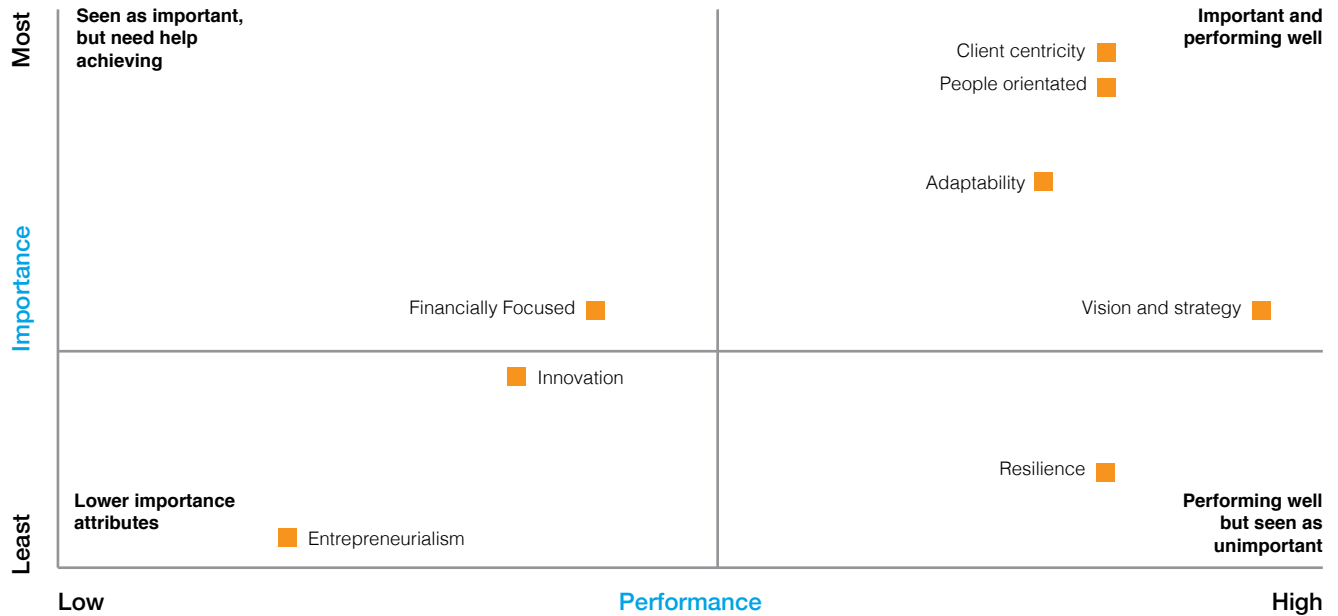 Most
Importance
Least
Seen as important,
but need help
achieving
Important and
performing well
Client centricity
People orientated
Adaptability
Financially Focused
Vision and strategy
Innovation
Resilience
Lower importance
attributes
Entrepreneurialism
Performing well
but seen as
unimportant
Low
Performance
High